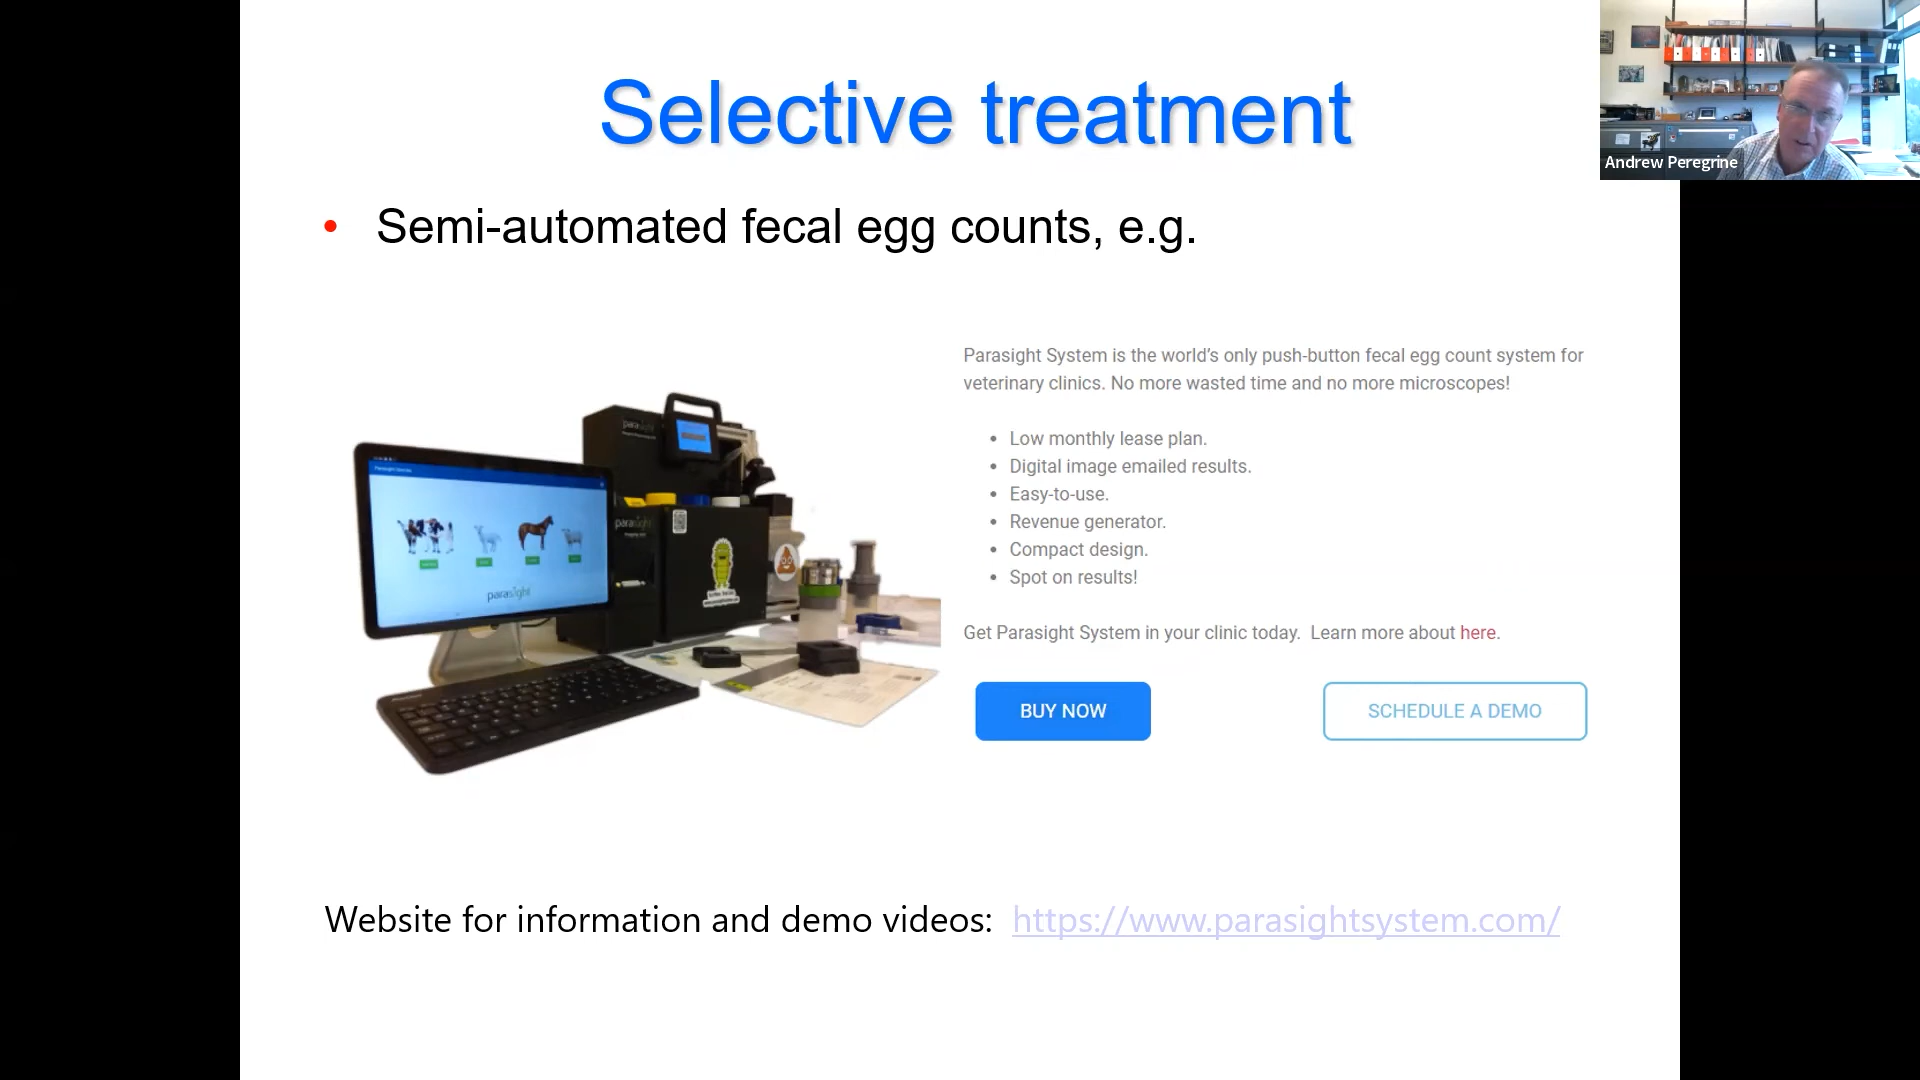 Selective treatment
Andrew Peregrine
• Semi-automated fecal egg counts, e.g.
Parasight System is the world's only push-button fecal egg count system for
veterinary clinics. No more wasted time and no more microscopes!
• Low monthly lease plan.
• Digital image emailed results.
• Easy-to-use.
• Revenue generator.
• Compact design.
• Spot on results!
Get Parasight System in your clinic today. Learn more about here.
BUY NOW
SCHEDULE A DEMO
parasight
parasight
parasight
Website for information and demo videos: https://www.parasightsystem.com/